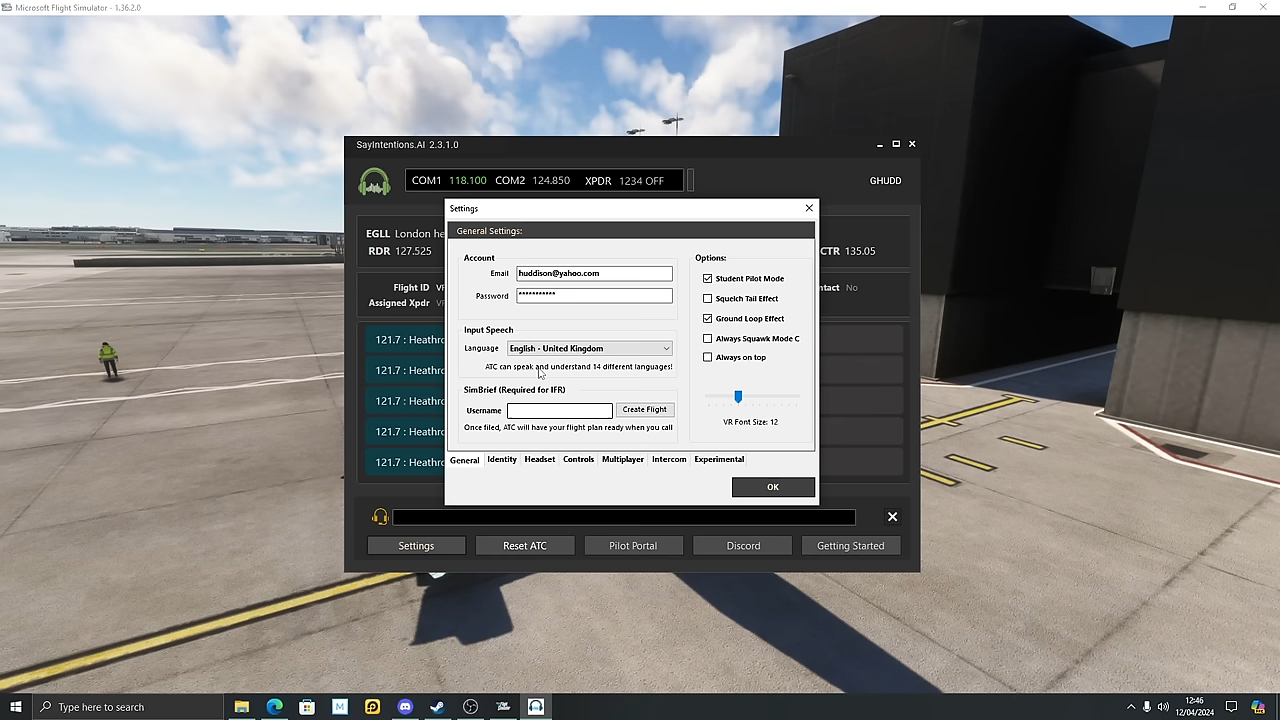 Microsoft Flight Simulator - 1.36.2.0
SayIntentions.AI 2.3.1.0
COM1 118.100 COM2 124.850 XPDR 1234 OFF
GHUDD
EGLL London he
RDR 127.525
CTR 135.05
Flight ID
Assigned Xpdr
ntact No
121.7 : Heathro
121.7 : Heathro
121.7 : Heathro
121.7 : Heathro
121.7 : Heathro
Settings
General Settings:
Account
Email huddison@yahoo.com
Password ***********
Input Speech
Language English - United Kingdom
ATC can speak and understand 14 different languages!
SimBrief (Required for IFR)
Username Create Flight
Once filed, ATC will have your flight plan ready when you call
Options:
Student Pilot Mode
Squelch Tail Effect
Ground Loop Effect
Always Squawk Mode C
Always on top
VR Font Size: 12
General Identity Headset Controls Multiplayer Intercom Experimental
OK
Settings Reset ATC Pilot Portal Discord Getting Started
Type here to search
12:46
12/04/2024